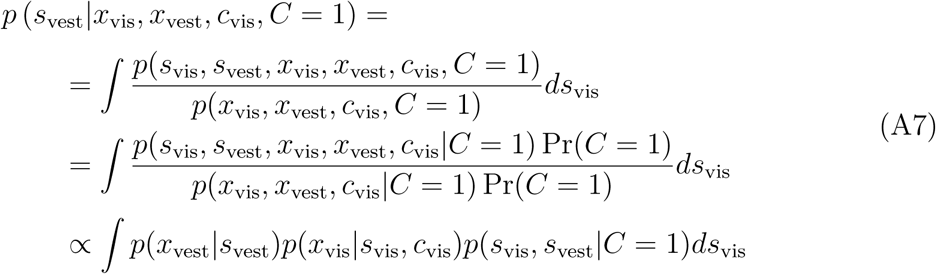 p (s_vest|x_vis, x_vest, c_vis, C = 1) =
= ∫ p(s_vis, s_vest, x_vis, x_vest, c_vis, C = 1) / p(x_vis, x_vest, c_vis, C = 1) ds_vis
= ∫ p(s_vis, s_vest, x_vis, x_vest, c_vis|C = 1) Pr(C = 1) / p(x_vis, x_vest, c_vis|C = 1) Pr(C = 1) ds_vis (A7)
∝ ∫ p(x_vest|s_vest)p(x_vis|s_vis, c_vis)p(s_vis, s_vest|C = 1)ds_vis